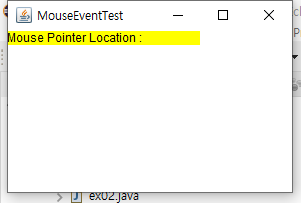 MouseEventTest
Mouse Pointer Location :
ex02.java